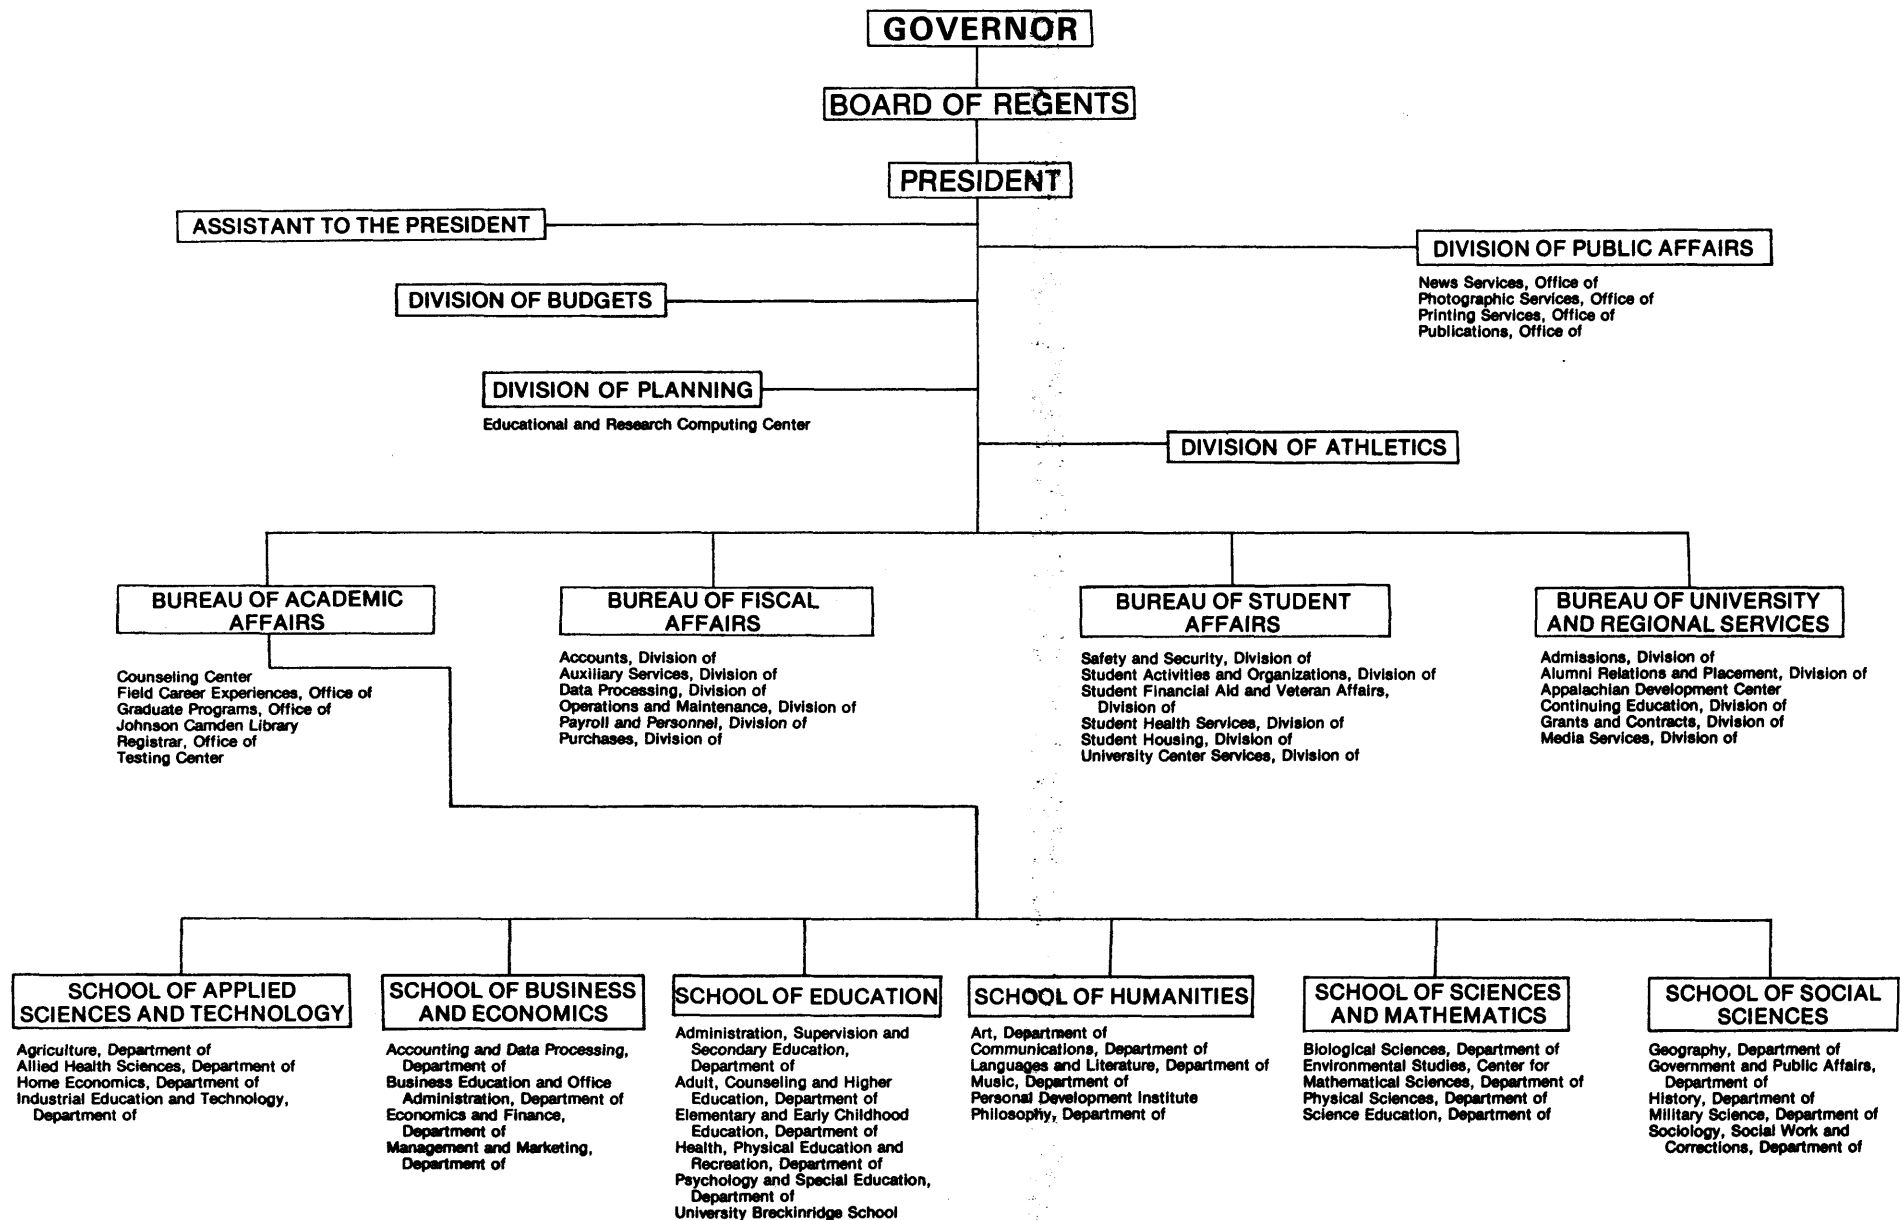 GOVERNOR
BOARD OF REGENTS
PRESIDENT
ASSISTANT TO THE PRESIDENT
DIVISION OF PUBLIC AFFAIRS
News Services, Office of
Photographic Services, Office of
Printing Services, Office of
Publications, Office of
DIVISION OF BUDGETS
DIVISION OF PLANNING
Educational and Research Computing Center
DIVISION OF ATHLETICS
BUREAU OF ACADEMIC
AFFAIRS
Counseling Center
Field Career Experiences, Office of
Graduate Programs, Office of
Johnson Camden Library
Registrar, Office of
Testing Center
BUREAU OF FISCAL
AFFAIRS
Accounts, Division of
Auxiliary Services, Division of
Data Processing, Division of
Operations and Maintenance, Division of
Payroll and Personnel, Division of
Purchases, Division of
BUREAU OF STUDENT
AFFAIRS
Safety and Security, Division of
Student Activities and Organizations, Division of
Student Financial Aid and Veteran Affairs,
Division of
Student Health Services, Division of
Student Housing, Division of
University Center Services, Division of
BUREAU OF UNIVERSITY
AND REGIONAL SERVICES
Admissions, Division of
Alumni Relations and Placement, Division of
Appalachian Development Center
Continuing Education, Division of
Grants and Contracts, Division of
Media Services, Division of
SCHOOL OF APPLIED
SCIENCES AND TECHNOLOGY
Agriculture, Department of
Allied Health Sciences, Department of
Home Economics, Department of
Industrial Education and Technology,
Department of
SCHOOL OF BUSINESS
AND ECONOMICS
Accounting and Data Processing,
Department of
Business Education and Office
Administration, Department of
Economics and Finance,
Department of
Management and Marketing,
Department of
SCHOOL OF EDUCATION
Administration, Supervision and
Secondary Education,
Department of
Adult, Counseling and Higher
Education, Department of
Elementary and Early Childhood
Education, Department of
Health, Physical Education and
Recreation, Department of
Psychology and Special Education,
Department of
University Breckinridge School
SCHOOL OF HUMANITIES
Art, Department of
Communications, Department of
Languages and Literature, Department of
Music, Department of
Personal Development Institute
Philosophy, Department of
SCHOOL OF SCIENCES
AND MATHEMATICS
Biological Sciences, Department of
Environmental Studies, Center for
Mathematical Sciences, Department of
Physical Sciences, Department of
Science Education, Department of
SCHOOL OF SOCIAL
SCIENCES
Geography, Department of
Government and Public Affairs,
Department of
History, Department of
Military Science, Department of
Sociology, Social Work and
Corrections, Department of